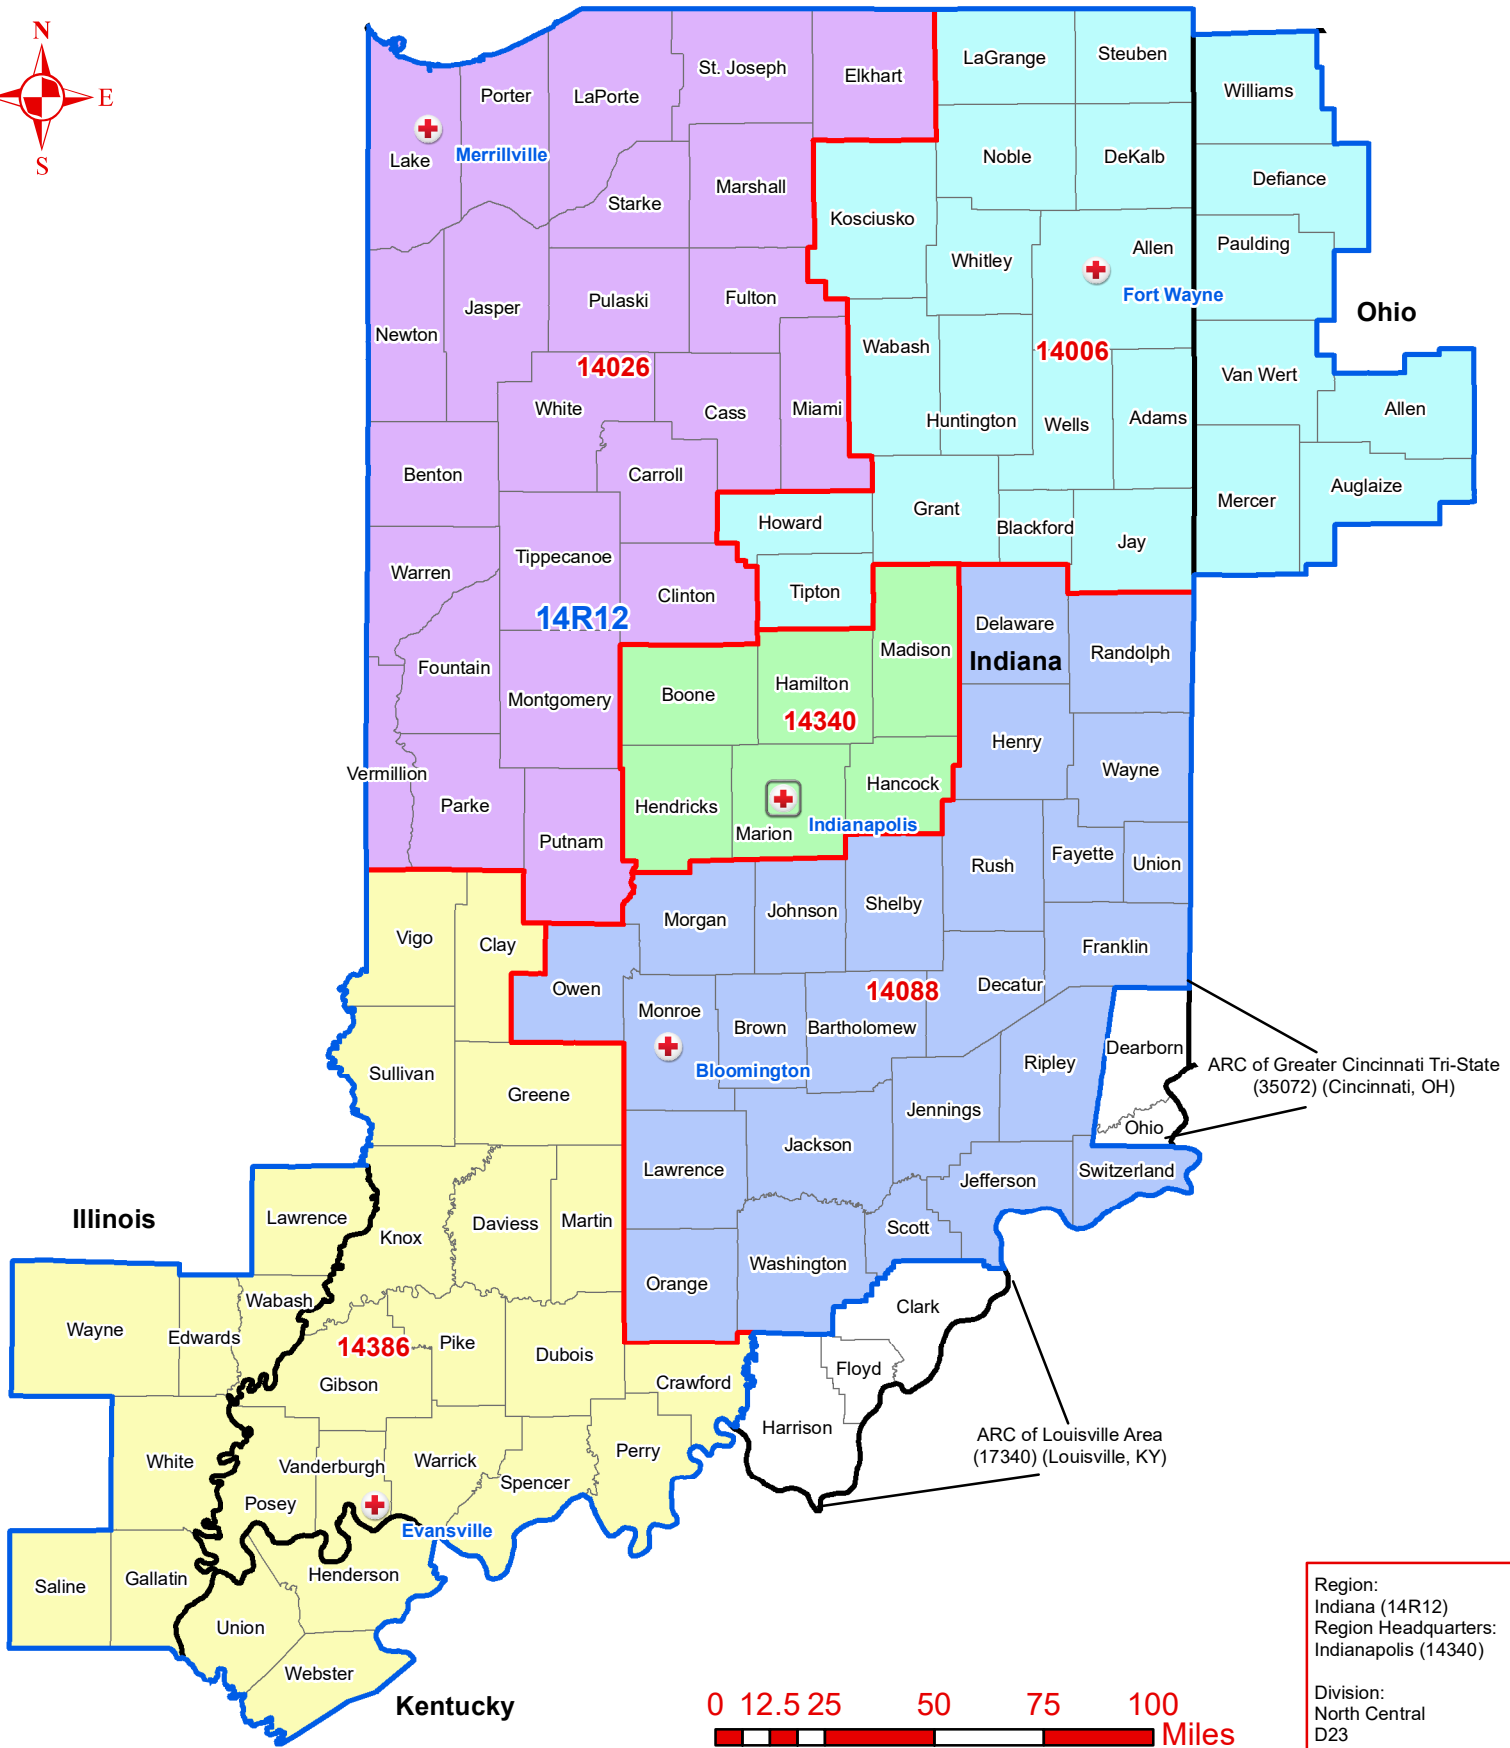 N
E
S
LaGrange
Steuben
St. Joseph
Elkhart
Porter
LaPorte
Williams
Lake
Merrillville
Noble
DeKalb
Defiance
Marshall
Starke
Kosciusko
Paulding
Allen
Whitley
Fort Wayne
Fulton
Pulaski
Jasper
Newton
Ohio
14026
Wabash
14006
Van Wert
White
Cass
Miami
Huntington
Wells
Adams
Allen
Benton
Carroll
Auglaize
Mercer
Howard
Grant
Blackford
Jay
Tippecanoe
Warren
Clinton
Tipton
14R12
Delaware
Randolph
Madison
Indiana
Fountain
Boone
Hamilton
Montgomery
14340
Henry
Wayne
Vermillion
Hancock
Parke
Hendricks
Indianapolis
Marion
Putnam
Fayette
Union
Rush
Shelby
Johnson
Morgan
Vigo
Clay
Franklin
Owen
14088
Decatur
Monroe
Brown
Bartholomew
Dearborn
Ripley
Bloomington
Sullivan
ARC of Greater Cincinnati Tri-State
(35072) (Cincinnati, OH)
Greene
Jennings
Ohio
Jackson
Lawrence
Switzerland
Jefferson
Illinois
Lawrence
Knox
Daviess
Martin
Scott
Washington
Orange
Wabash
Clark
Wayne
Edwards
14386
Pike
Dubois
Floyd
Gibson
Crawford
Harrison
ARC of Louisville Area
(17340) (Louisville, KY)
White
Vanderburgh
Warrick
Perry
Spencer
Posey
Evansville
Saline
Gallatin
Henderson
Union
Webster
Kentucky
Region:
Indiana (14R12)
Region Headquarters:
Indianapolis (14340)
Division:
North Central
D23
0 12.5 25 50 75 100
Miles